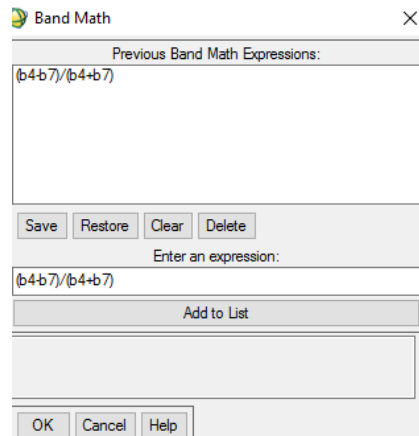 Band Math
Previous Band Math Expressions:
(b4-b7)/(b4+b7)
Save Restore Clear Delete
Enter an expression:
(b4-b7)/(b4+b7)
Add to List
OK Cancel Help